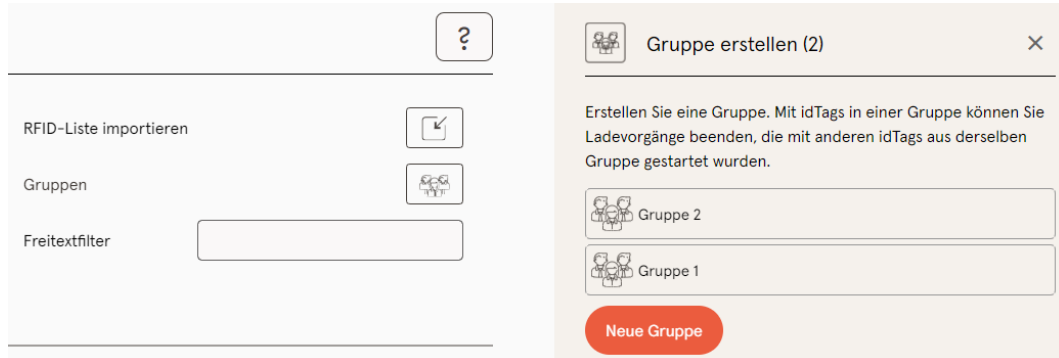 ?
RFID-Liste importieren
Gruppen
Freitextfilter
Gruppe erstellen (2)
Erstellen Sie eine Gruppe. Mit idTags in einer Gruppe können Sie
Ladevorgänge beenden, die mit anderen idTags aus derselben
Gruppe gestartet wurden.
Gruppe 2
Gruppe 1
Neue Gruppe